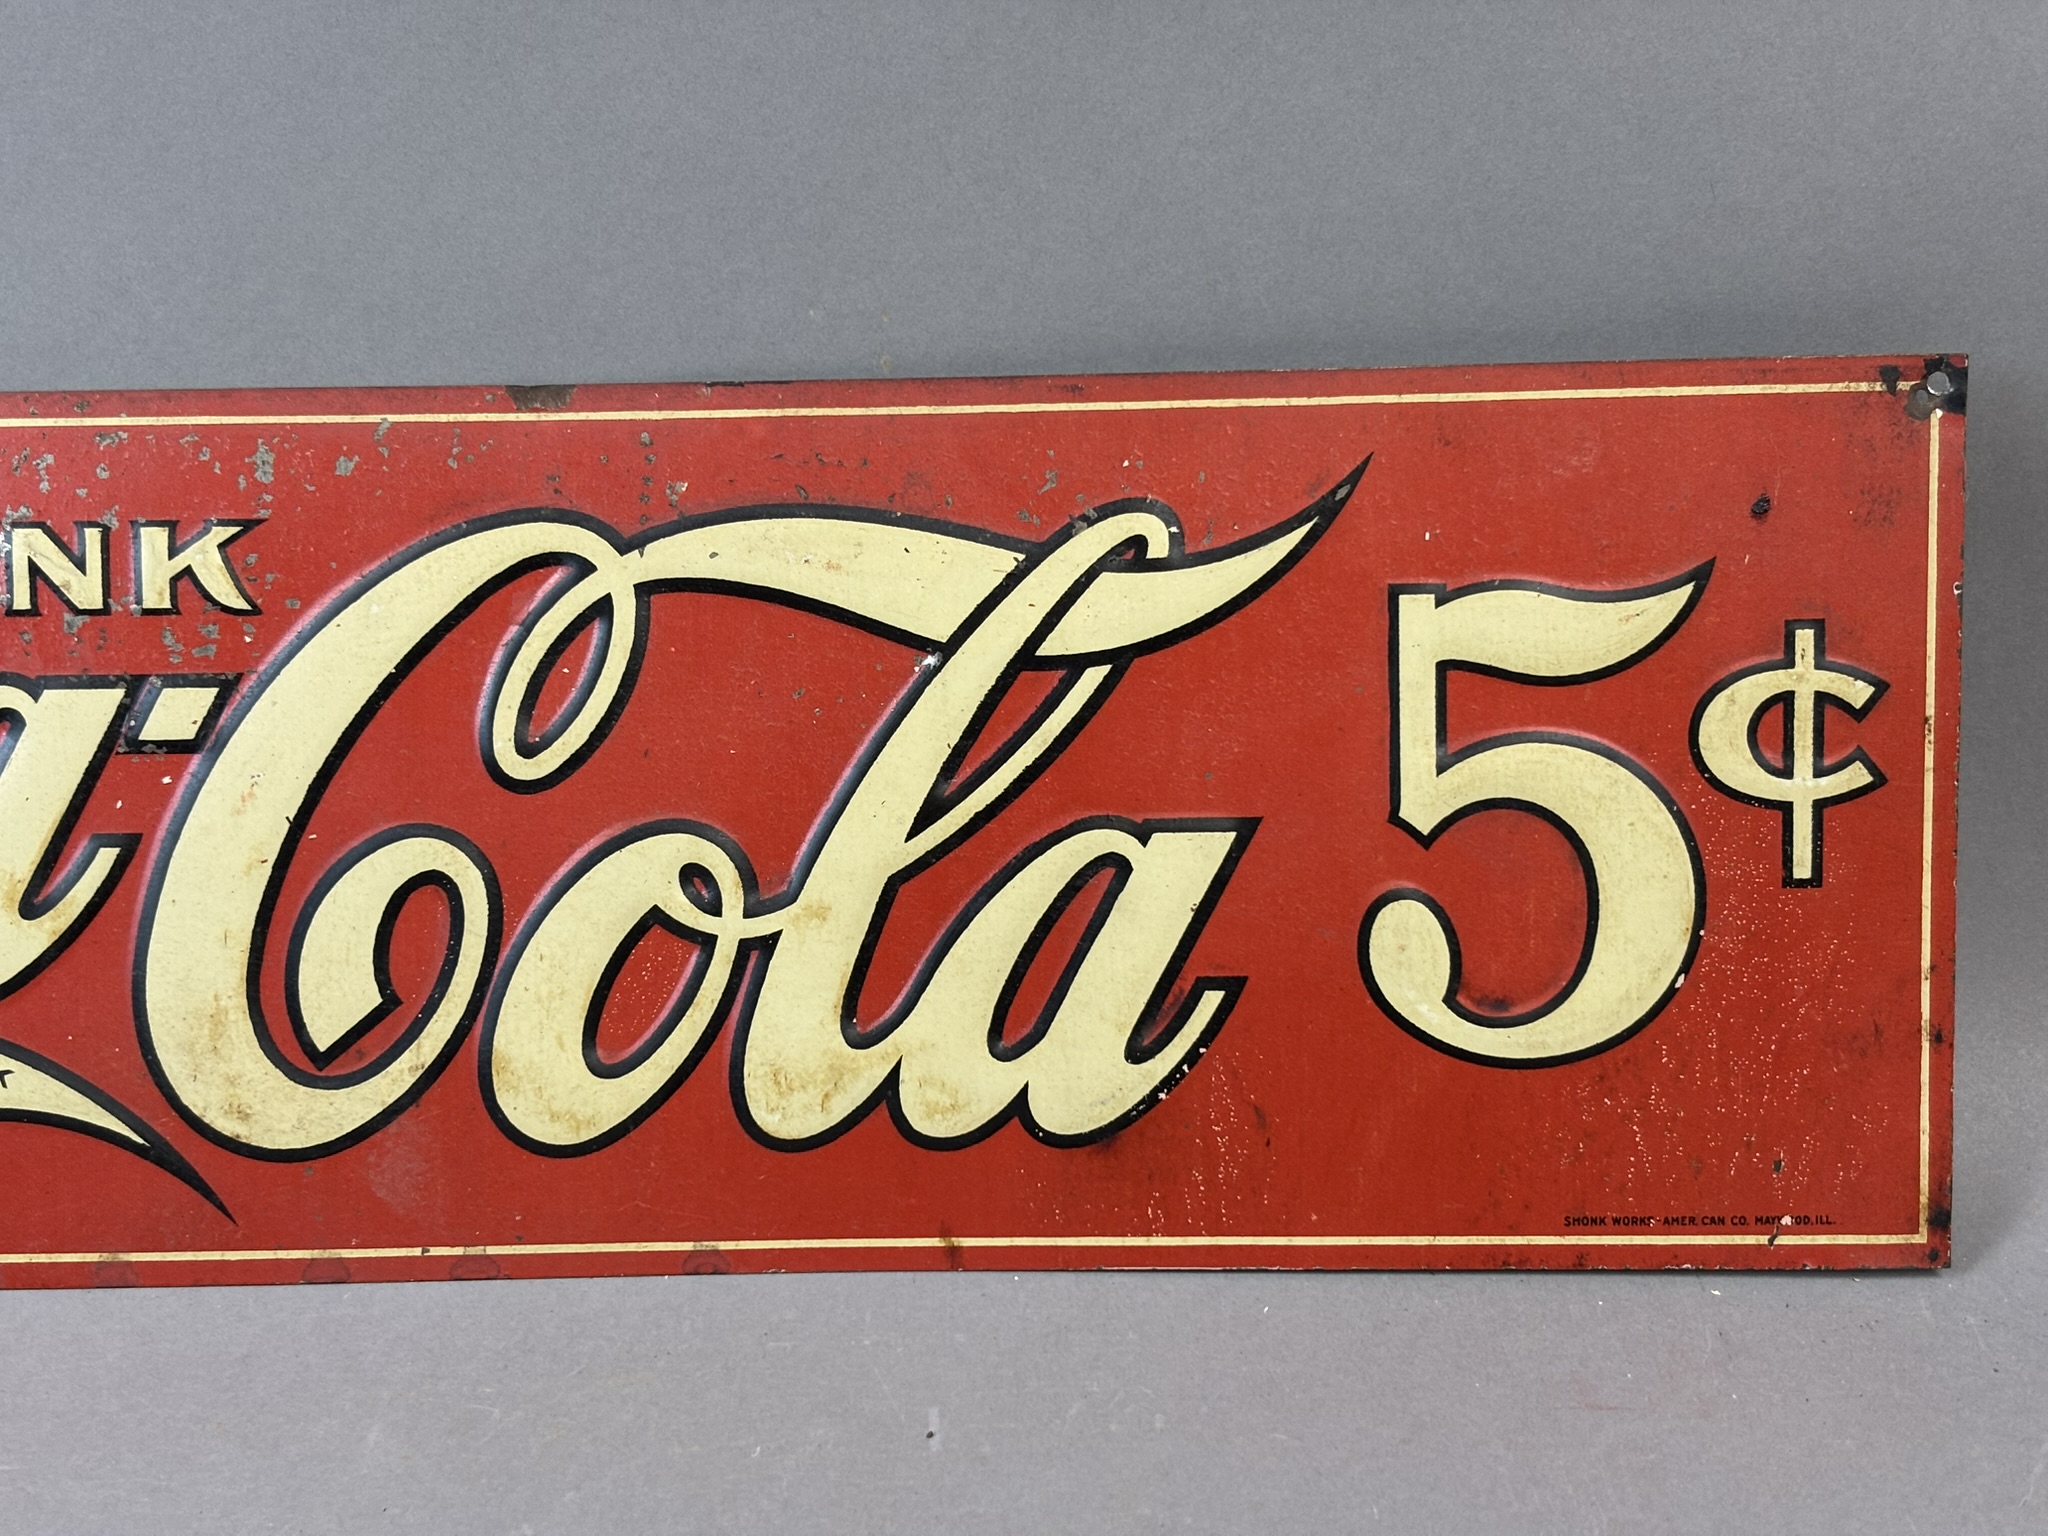 NK
a-Cola 5¢
SHONK WORKS-AMER. CAN CO. MAYWOOD, ILL.